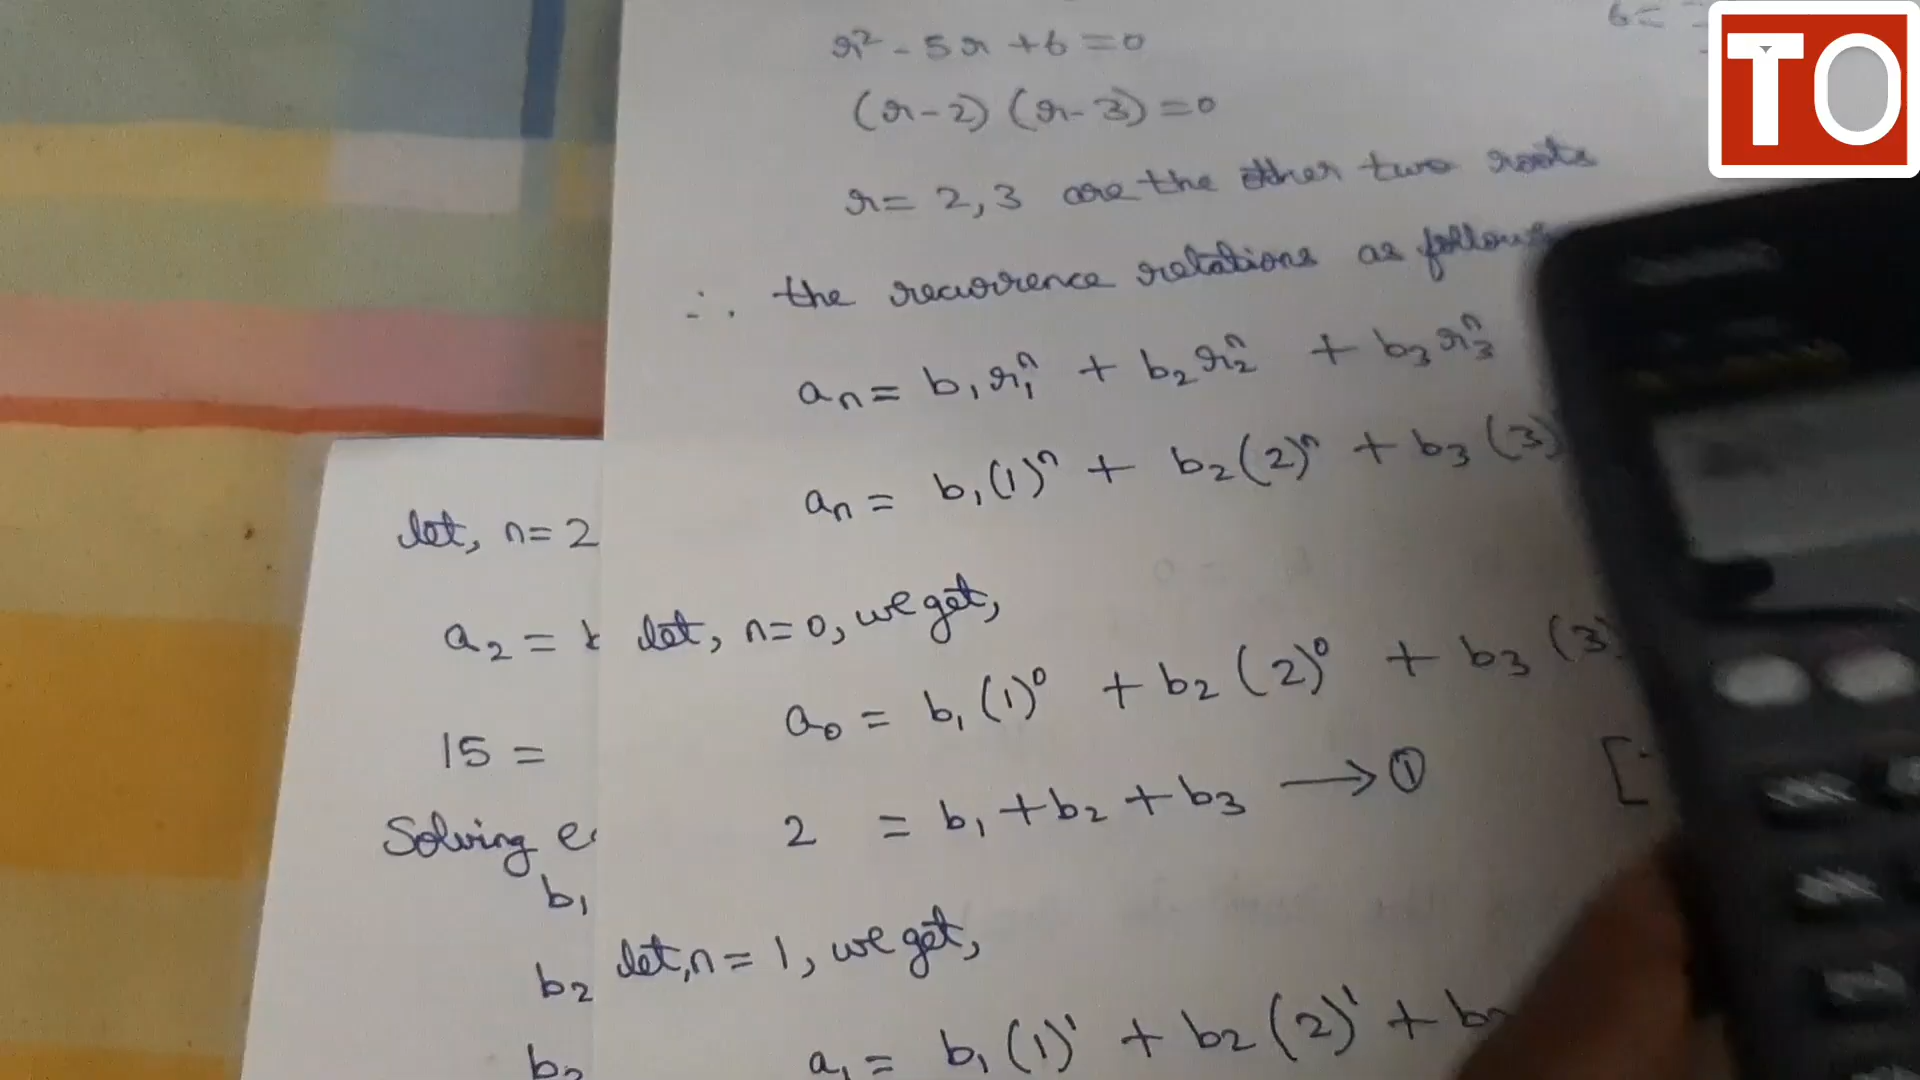 r² - 5r + 6 = 0
(r-2) (r-3) = 0
r = 2, 3 are the other two roots
∴ the recurrence relations as follows
aₙ = b₁r₁ⁿ + b₂r₂ⁿ + b₃r₃ⁿ
aₙ = b₁(1)ⁿ + b₂(2)ⁿ + b₃(3)
let, n=0, we get,
a₀ = b₁(1)⁰ + b₂(2)⁰ + b₃(3)
2 = b₁ + b₂ + b₃ → ①
let, n = 1, we get,
a₁ = b₁(1)¹ + b₂(2)¹ +
let, n=2
a₂ =
15 =
Solving
b₁
b₂
6 =
TO